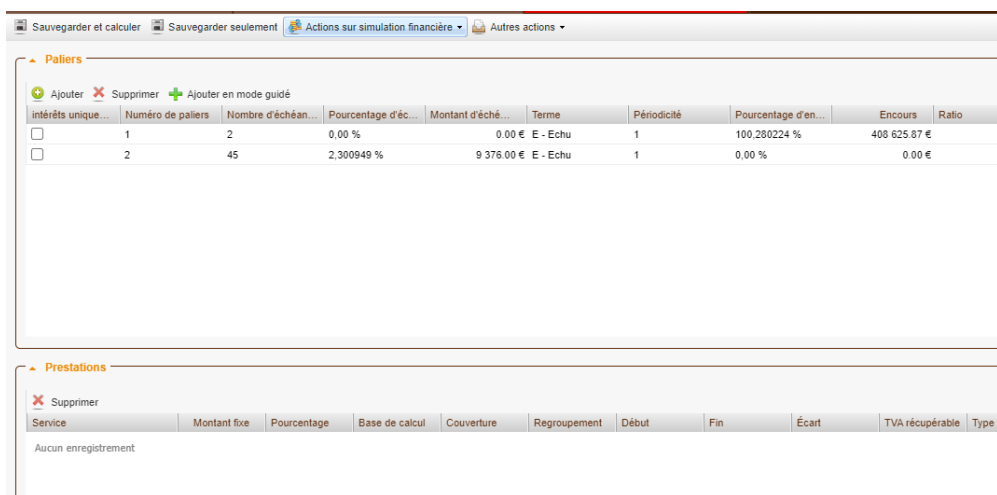 Sauvegarder et calculer Sauvegarder seulement Actions sur simulation financière Autres actions
Paliers
Ajouter Supprimer Ajouter en mode guidé
intérêts unique... Numéro de paliers Nombre d'échéan... Pourcentage d'éc... Montant d'éché... Terme Périodicité Pourcentage d'en... Encours Ratio
1 2 0,00 % 0.00 € E - Echu 1 100,280224 % 408 625.87 €
2 45 2,300949 % 9 376.00 € E - Echu 1 0,00 % 0.00 €
Prestations
Supprimer
Service Montant fixe Pourcentage Base de calcul Couverture Regroupement Début Fin Écart TVA récupérable Type
Aucun enregistrement